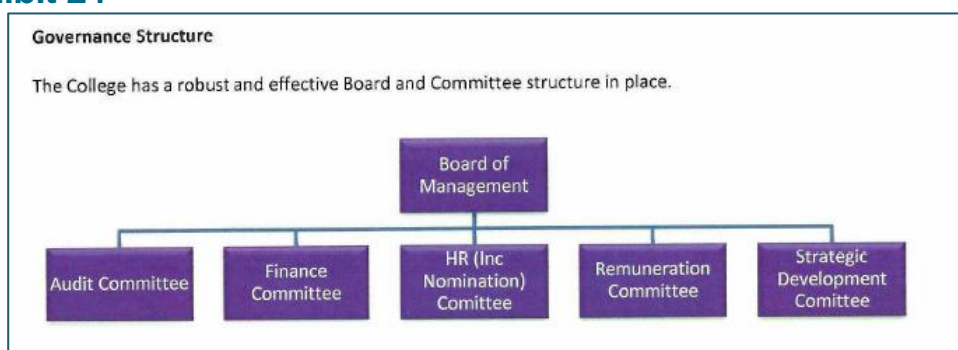 Governance Structure
The College has a robust and effective Board and Committee structure in place.
Board of
Management
Audit Committee
Finance
Committee
HR (Inc
Nomination)
Comittee
Remuneration
Committee
Strategic
Development
Comittee